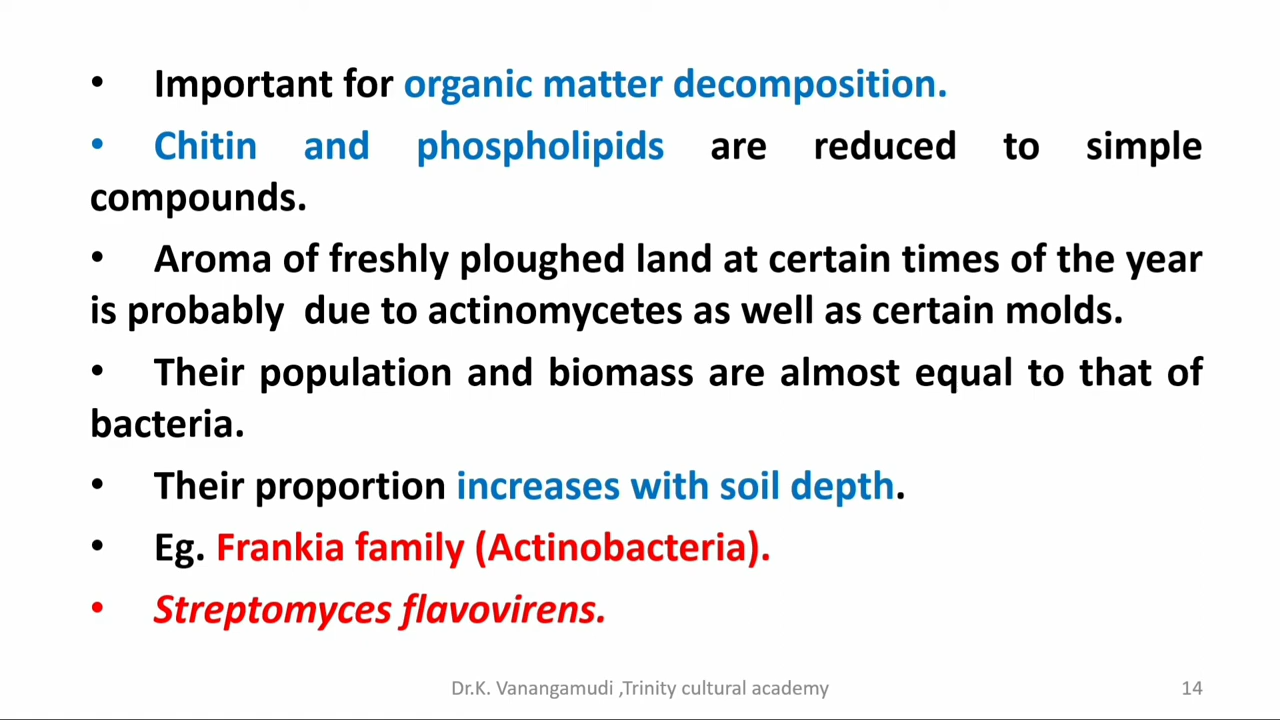 • Important for organic matter decomposition.
• Chitin and phospholipids are reduced to simple
compounds.
• Aroma of freshly ploughed land at certain times of the year
is probably due to actinomycetes as well as certain molds.
• Their population and biomass are almost equal to that of
bacteria.
• Their proportion increases with soil depth.
• Eg. Frankia family (Actinobacteria).
• Streptomyces flavovirens.
Dr.K. Vanangamudi ,Trinity cultural academy 14